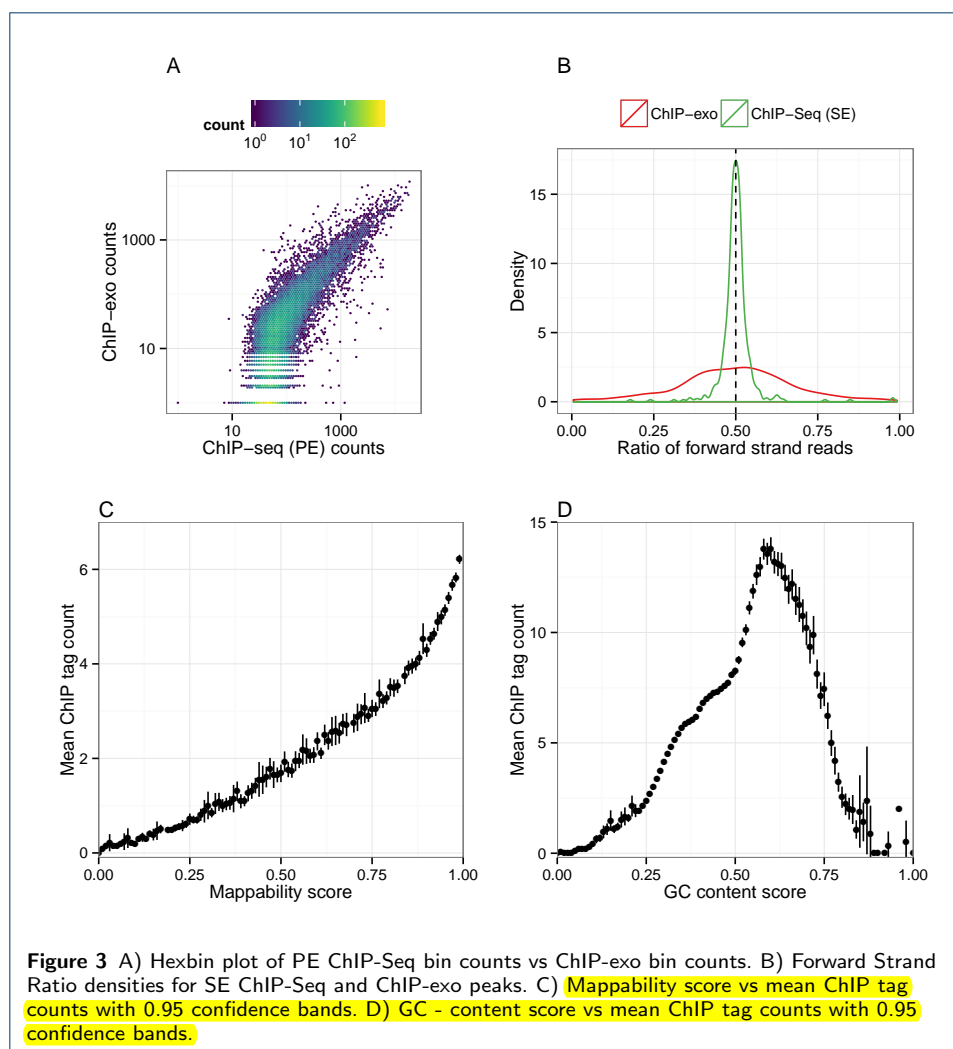 A
count
10⁰ 10¹ 10²
ChIP−exo counts
1000
10
10 1000
ChIP−seq (PE) counts
B
ChIP−exo ChIP−Seq (SE)
Density
15
10
5
0
0.00 0.25 0.50 0.75 1.00
Ratio of forward strand reads
C
Mean ChIP tag count
6
4
2
0
0.00 0.25 0.50 0.75 1.00
Mappability score
D
Mean ChIP tag count
15
10
5
0
0.00 0.25 0.50 0.75 1.00
GC content score
Figure 3 A) Hexbin plot of PE ChIP-Seq bin counts vs ChIP-exo bin counts. B) Forward Strand
Ratio densities for SE ChIP-Seq and ChIP-exo peaks. C) Mappability score vs mean ChIP tag
counts with 0.95 confidence bands. D) GC - content score vs mean ChIP tag counts with 0.95
confidence bands.